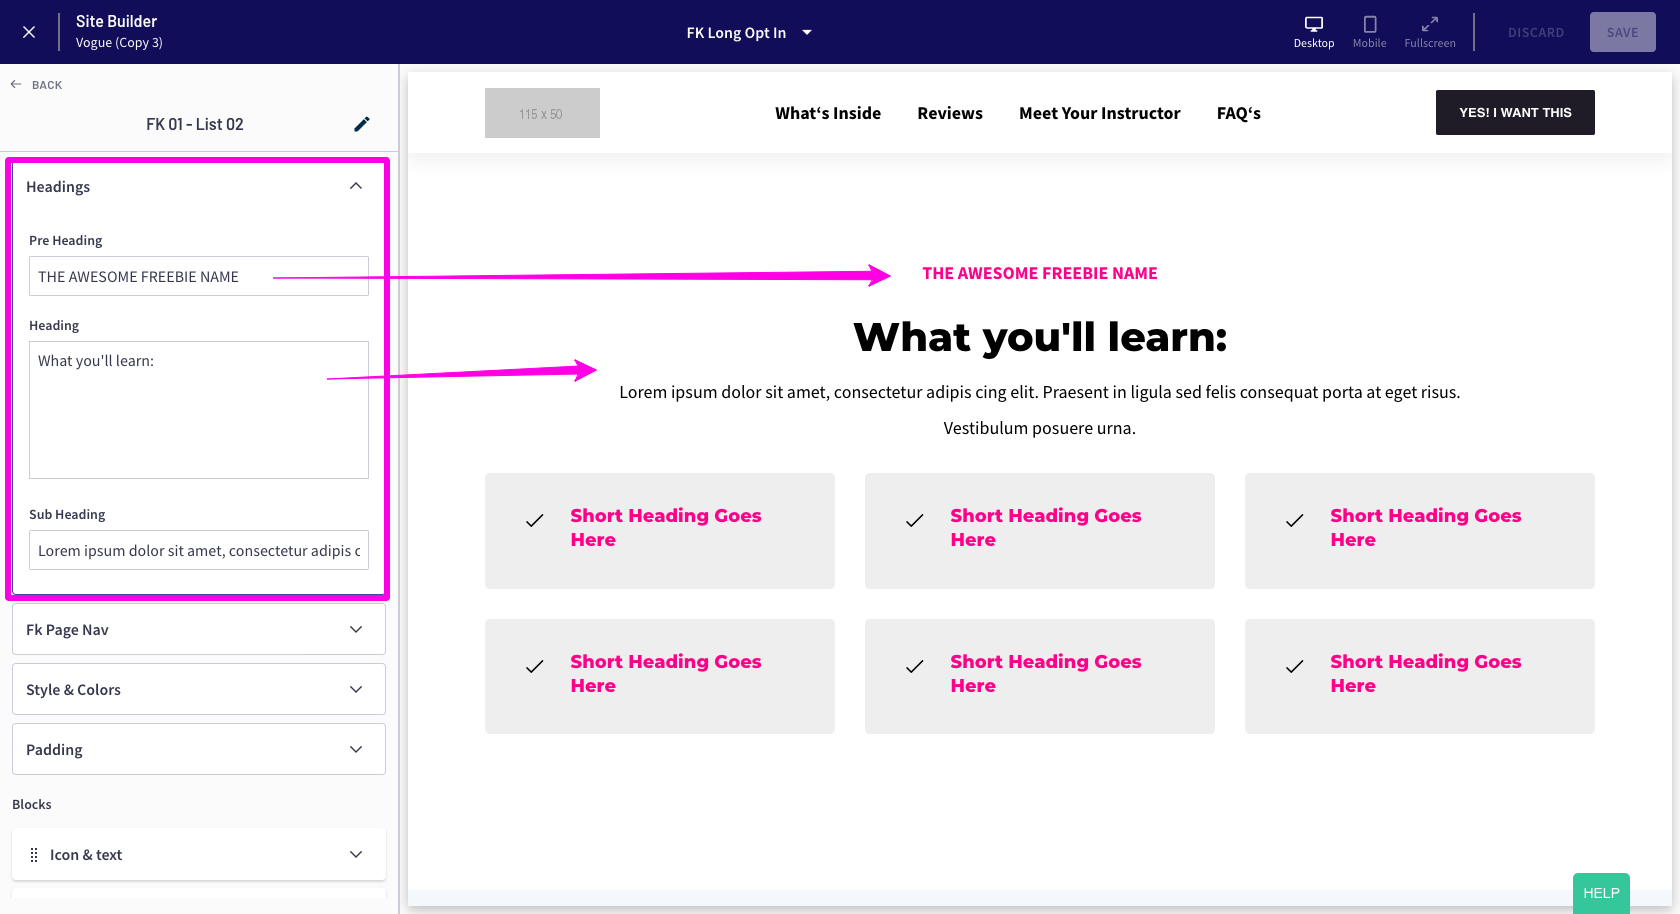 Site Builder
Vogue (Copy 3)
FK Long Opt In
Desktop
Mobile
Fullscreen
DISCARD
SAVE
BACK
FK 01 - List 02
Headings
Pre Heading
THE AWESOME FREEBIE NAME
Heading
What you'll learn:
Sub Heading
Lorem ipsum dolor sit amet, consectetur adipis c
Fk Page Nav
Style & Colors
Padding
Blocks
Icon & text
115 x 50
What‘s Inside
Reviews
Meet Your Instructor
FAQ‘s
YES! I WANT THIS
THE AWESOME FREEBIE NAME
What you'll learn:
Lorem ipsum dolor sit amet, consectetur adipis cing elit. Praesent in ligula sed felis consequat porta at eget risus.
Vestibulum posuere urna.
Short Heading Goes
Here
Short Heading Goes
Here
Short Heading Goes
Here
Short Heading Goes
Here
Short Heading Goes
Here
Short Heading Goes
Here
HELP